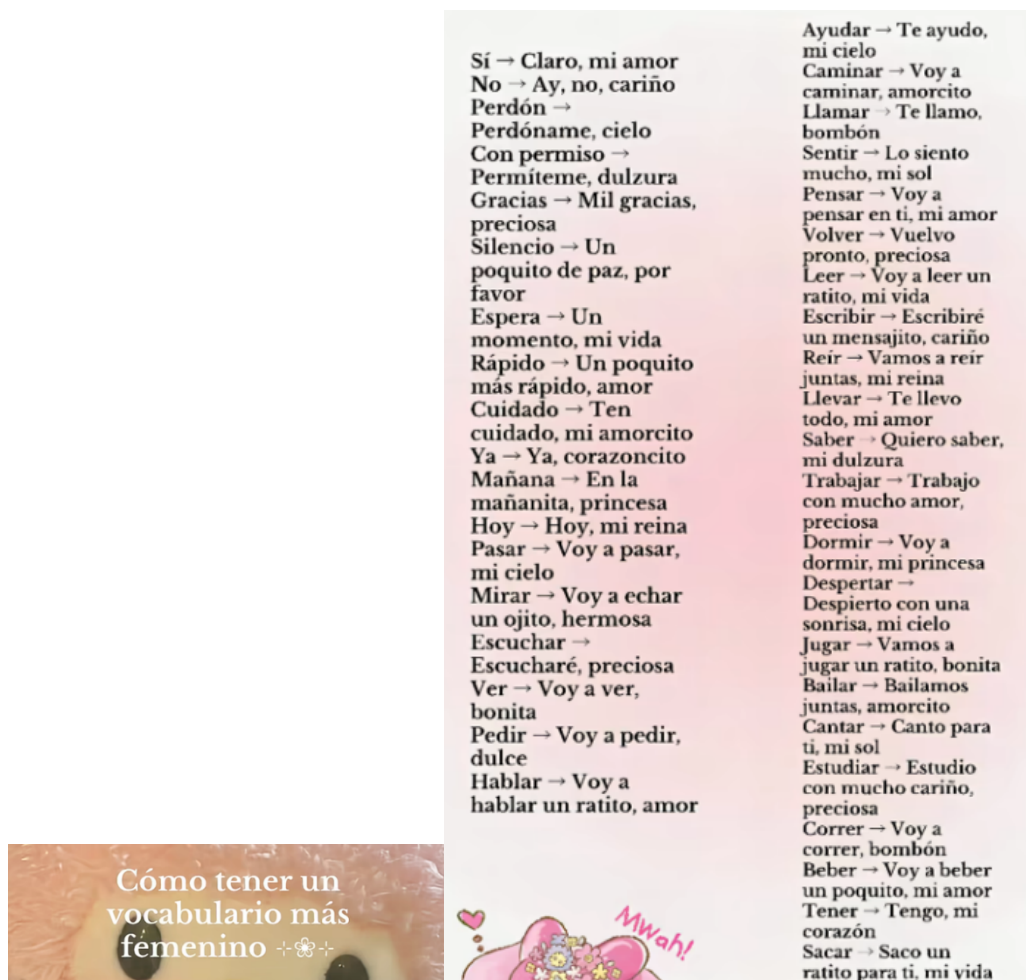 Sí → Claro, mi amor
No → Ay, no, cariño
Perdón →
Perdóname, cielo
Con permiso →
Permíteme, dulzura
Gracias → Mil gracias,
preciosa
Silencio → Un
poquito de paz, por
favor
Espera → Un
momento, mi vida
Rápido → Un poquito
más rápido, amor
Cuidado → Ten
cuidado, mi amorcito
Ya → Ya, corazoncito
Mañana → En la
mañanita, princesa
Hoy → Hoy, mi reina
Pasar → Voy a pasar,
mi cielo
Mirar → Voy a echar
un ojito, hermosa
Escuchar →
Escucharé, preciosa
Ver → Voy a ver,
bonita
Pedir → Voy a pedir,
dulce
Hablar → Voy a
hablar un ratito, amor
Ayudar → Te ayudo,
mi cielo
Caminar → Voy a
caminar, amorcito
Llamar → Te llamo,
bombón
Sentir → Lo siento
mucho, mi sol
Pensar → Voy a
pensar en ti, mi amor
Volver → Vuelvo
pronto, preciosa
Leer → Voy a leer un
ratito, mi vida
Escribir → Escribiré
un mensajito, cariño
Reír → Vamos a reír
juntas, mi reina
Llevar → Te llevo
todo, mi amor
Saber → Quiero saber,
mi dulzura
Trabajar → Trabajo
con mucho amor,
preciosa
Dormir → Voy a
dormir, mi princesa
Despertar →
Despierto con una
sonrisa, mi cielo
Jugar → Vamos a
jugar un ratito, bonita
Bailar → Bailamos
juntas, amorcito
Cantar → Canto para
ti, mi sol
Estudiar → Estudio
con mucho cariño,
preciosa
Correr → Voy a
correr, bombón
Beber → Voy a beber
un poquito, mi amor
Tener → Tengo, mi
corazón
Sacar → Saco un
ratito para ti, mi vida
Cómo tener un
vocabulario más
femenino
Mwah!